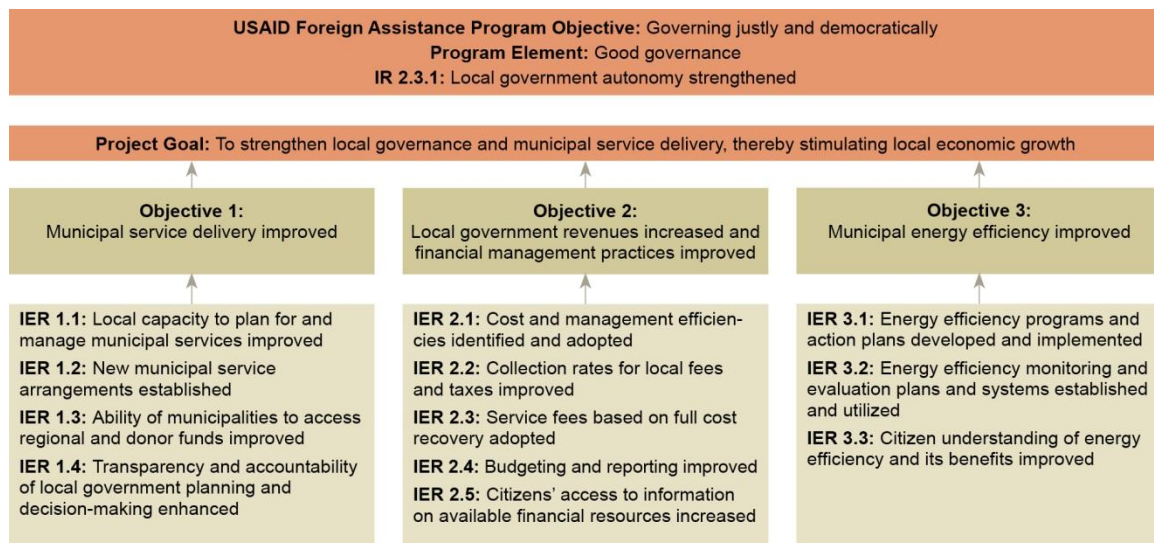 USAID Foreign Assistance Program Objective: Governing justly and democratically
Program Element: Good governance
IR 2.3.1: Local government autonomy strengthened
Project Goal: To strengthen local governance and municipal service delivery, thereby stimulating local economic growth
Objective 1:
Municipal service delivery improved
IER 1.1: Local capacity to plan for and
manage municipal services improved
IER 1.2: New municipal service
arrangements established
IER 1.3: Ability of municipalities to access
regional and donor funds improved
IER 1.4: Transparency and accountability
of local government planning and
decision-making enhanced
Objective 2:
Local government revenues increased and
financial management practices improved
IER 2.1: Cost and management efficien-
cies identified and adopted
IER 2.2: Collection rates for local fees
and taxes improved
IER 2.3: Service fees based on full cost
recovery adopted
IER 2.4: Budgeting and reporting improved
IER 2.5: Citizens' access to information
on available financial resources increased
Objective 3:
Municipal energy efficiency improved
IER 3.1: Energy efficiency programs and
action plans developed and implemented
IER 3.2: Energy efficiency monitoring and
evaluation plans and systems established
and utilized
IER 3.3: Citizen understanding of energy
efficiency and its benefits improved